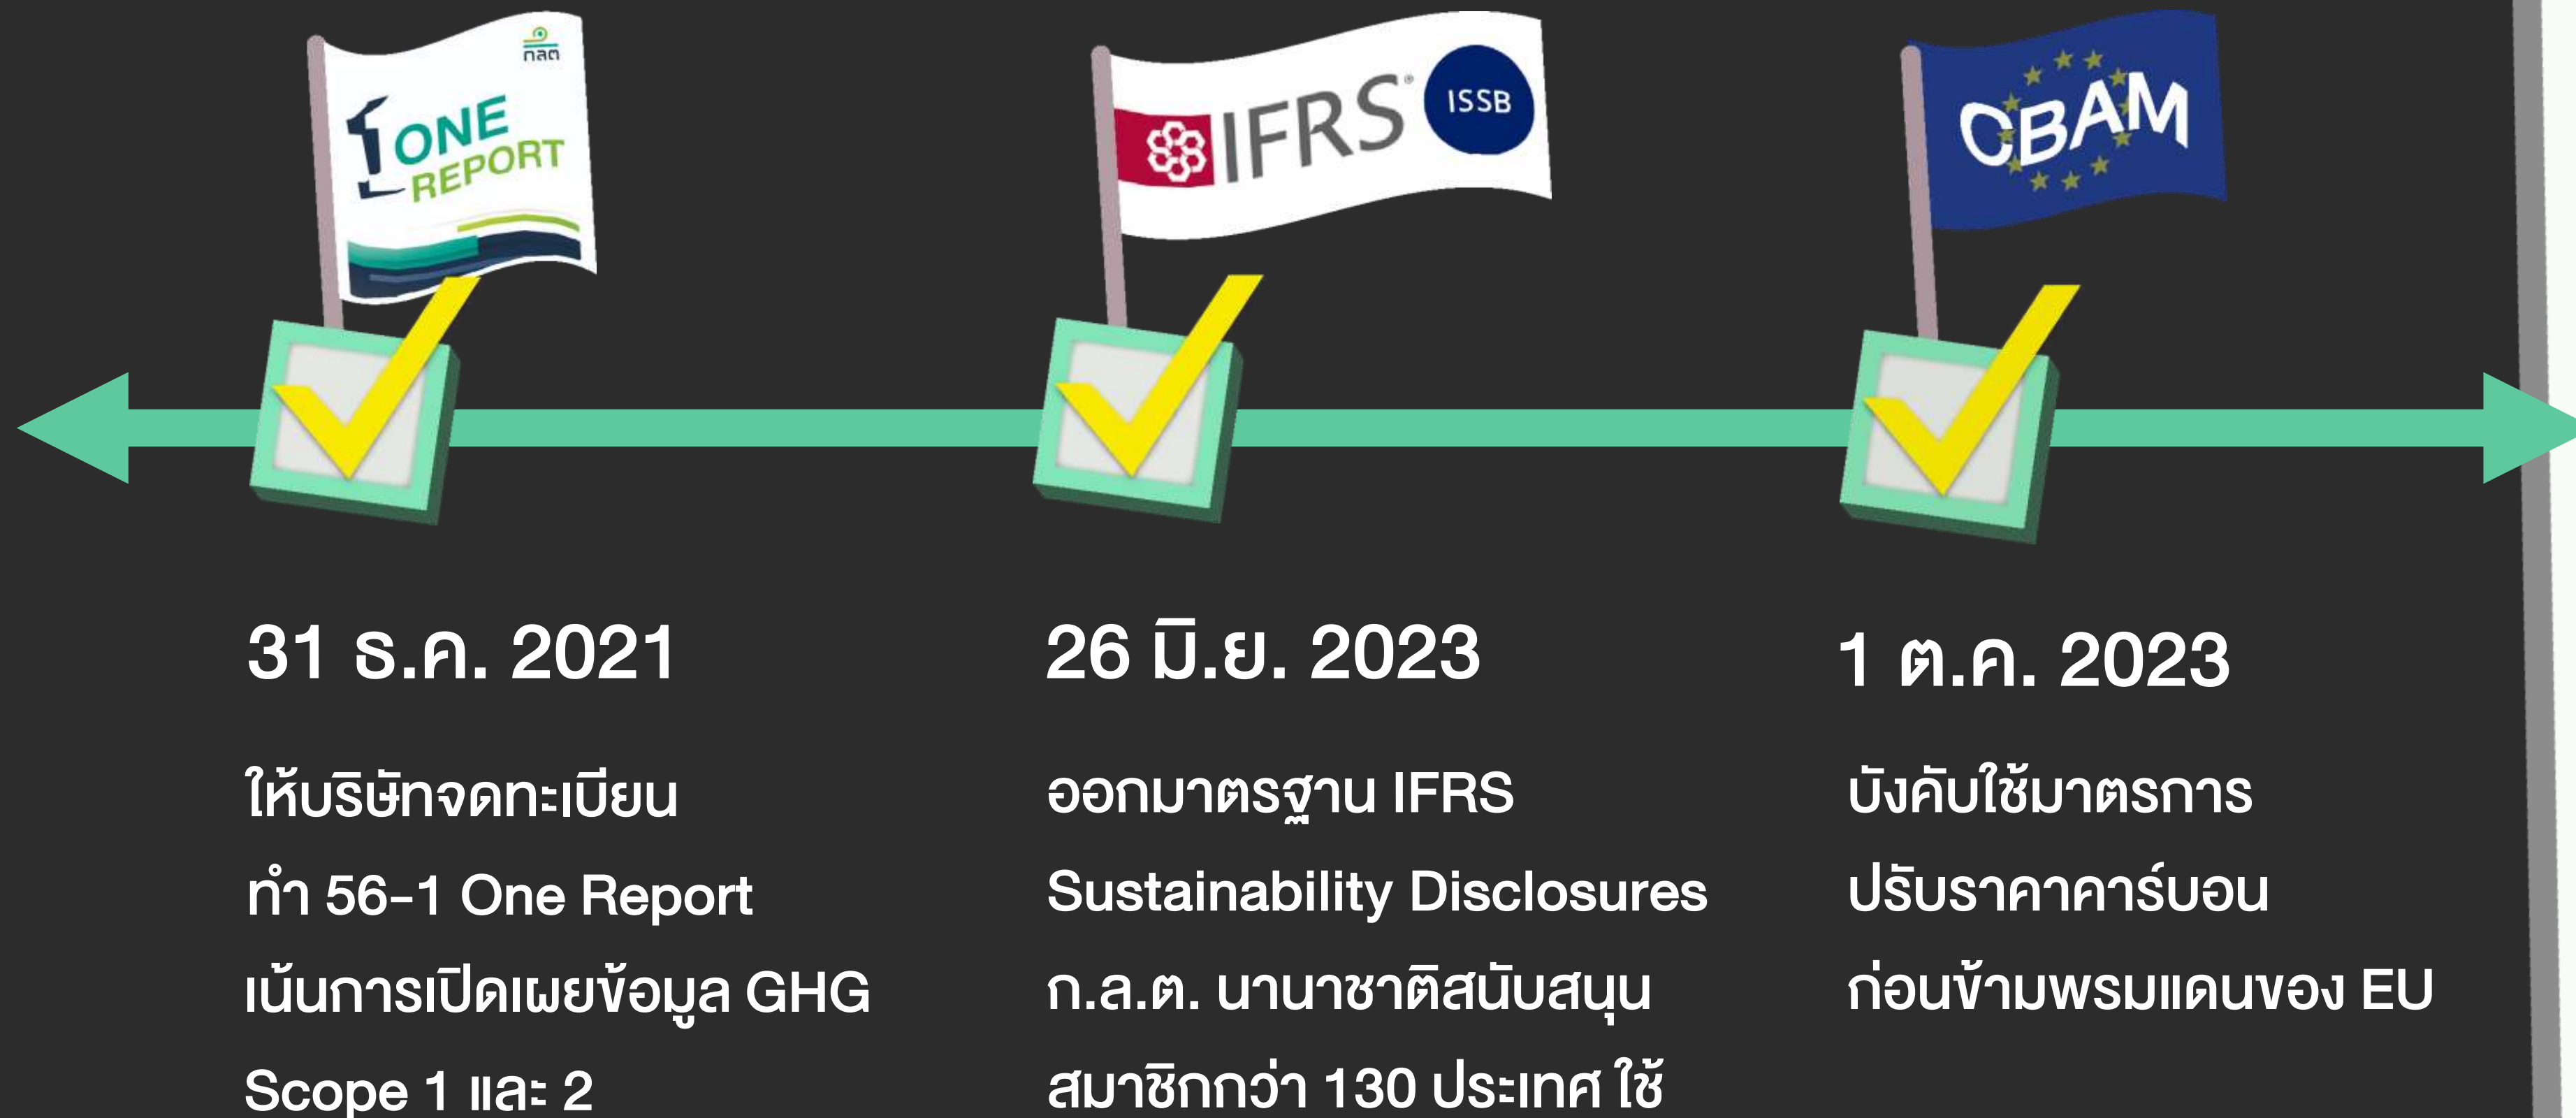 กลต
1 ONE
REPORT
IFRS® ISSB
CBAM
31 ธ.ค. 2021
ให้บริษัทจดทะเบียน
ทำ 56-1 One Report
เน้นการเปิดเผยข้อมูล GHG
Scope 1 และ 2
26 มิ.ย. 2023
ออกมาตรฐาน IFRS
Sustainability Disclosures
ก.ล.ต. นานาชาติสนับสนุน
สมาชิกกว่า 130 ประเทศ ใช้
1 ต.ค. 2023
บังคับใช้มาตรการ
ปรับราคาคาร์บอน
ก่อนข้ามพรมแดนของ EU